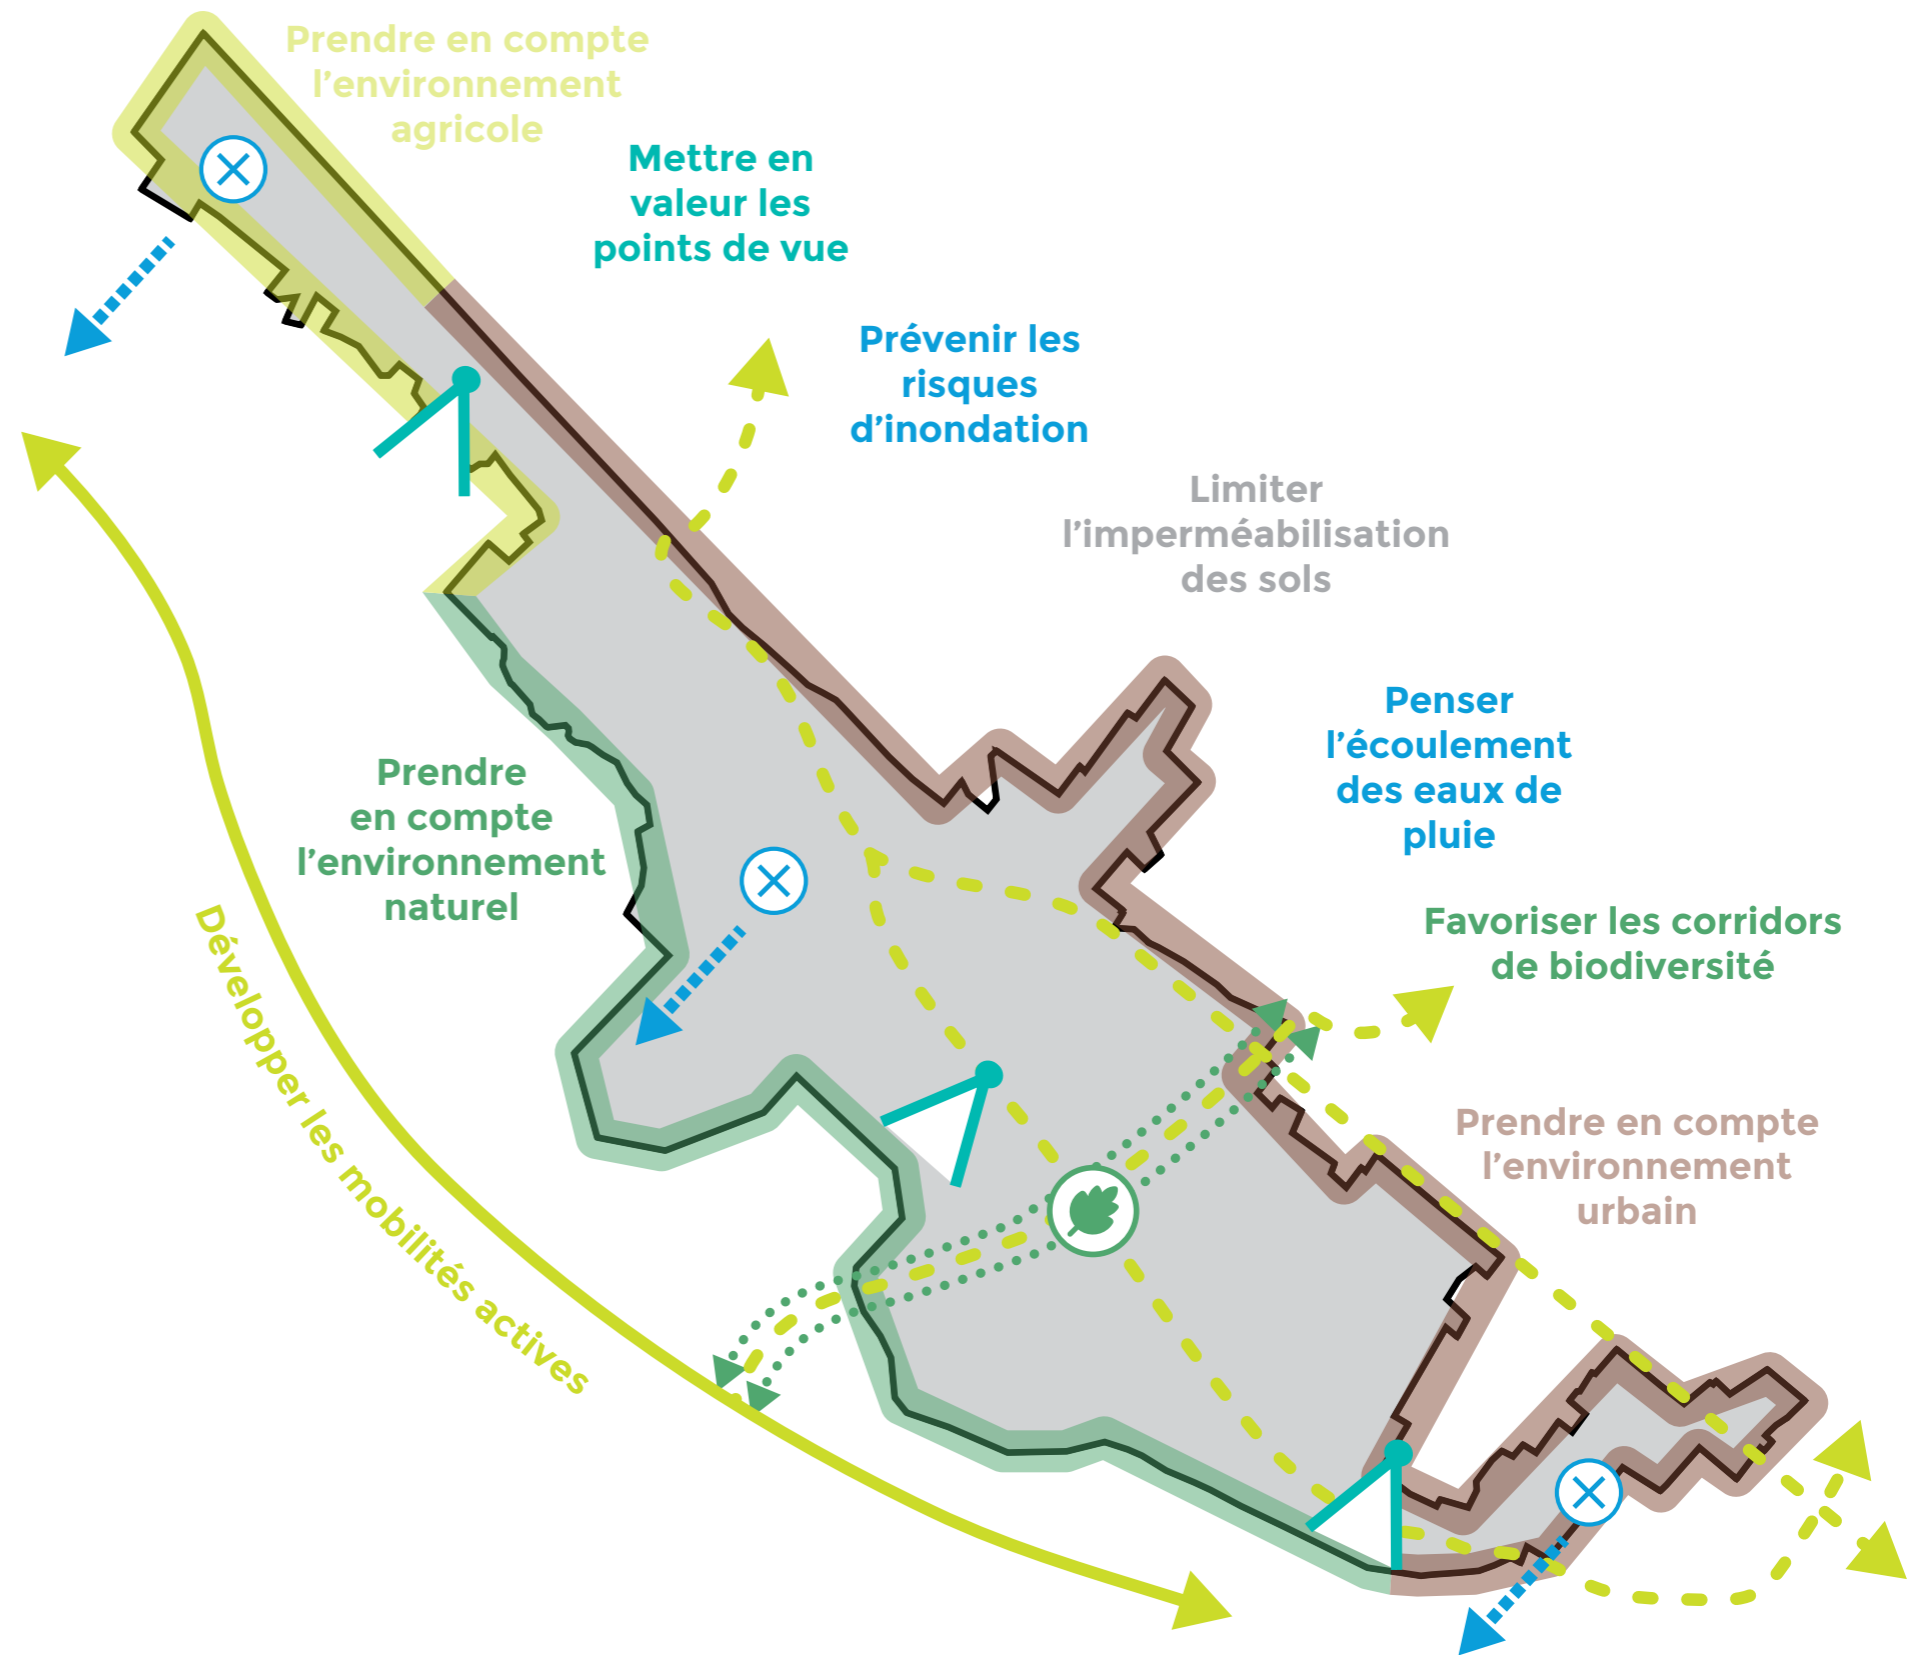 Prendre en compte
l'environnement
agricole
Mettre en
valeur les
points de vue
Prévenir les
risques
d'inondation
Limiter
l'imperméabilisation
des sols
Penser
l'écoulement
des eaux de
pluie
Prendre
en compte
l'environnement
naturel
Favoriser les corridors
de biodiversité
Développer les mobilités actives
Prendre en compte
l'environnement
urbain